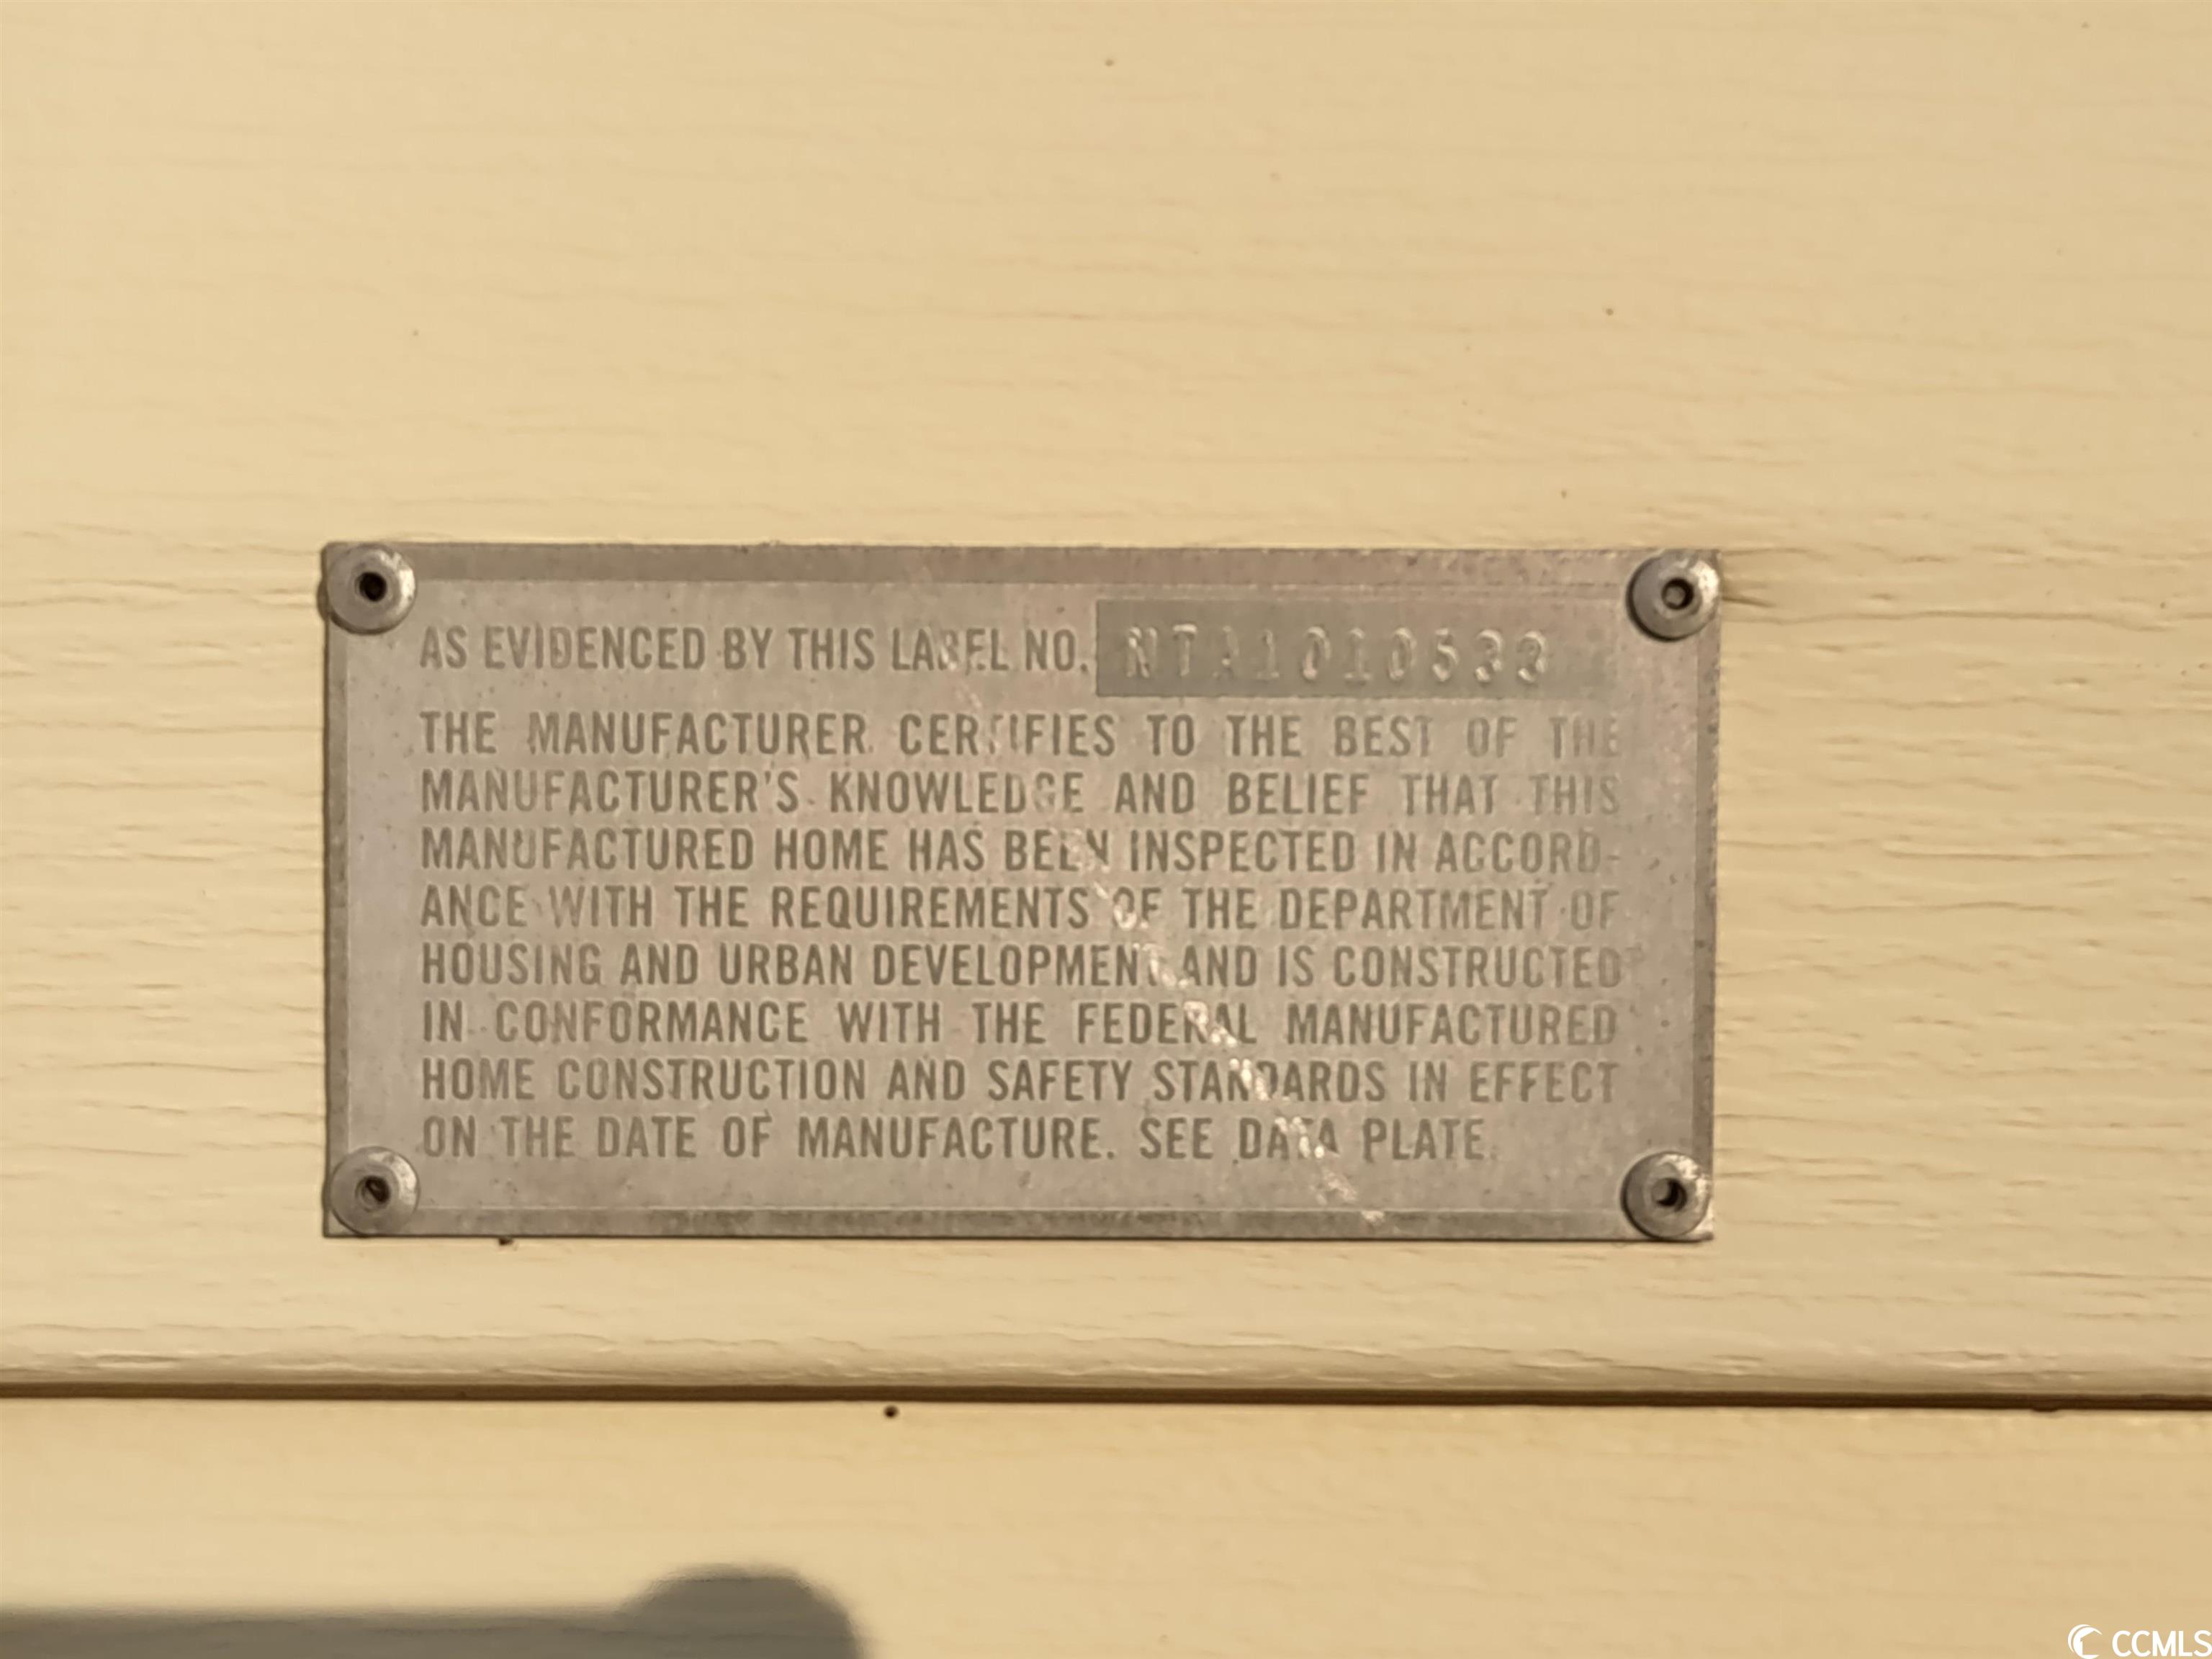 AS EVIDENCED BY THIS LABEL NO. NTA1010533
THE MANUFACTURER CERTIFIES TO THE BEST OF THE
MANUFACTURER'S KNOWLEDGE AND BELIEF THAT THIS
MANUFACTURED HOME HAS BEEN INSPECTED IN ACCORD-
ANCE WITH THE REQUIREMENTS OF THE DEPARTMENT OF
HOUSING AND URBAN DEVELOPMENT AND IS CONSTRUCTED
IN CONFORMANCE WITH THE FEDERAL MANUFACTURED
HOME CONSTRUCTION AND SAFETY STANDARDS IN EFFECT
ON THE DATE OF MANUFACTURE. SEE DATA PLATE.
CCMLS